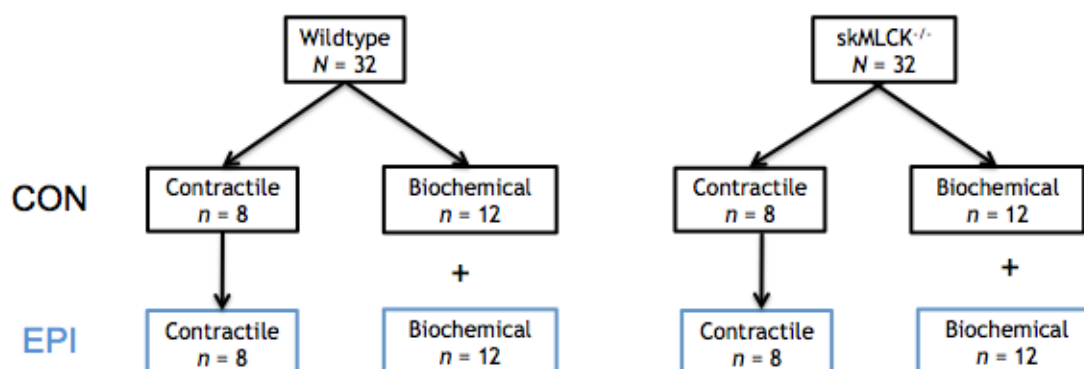 Wildtype
N = 32
skMLCK-/-
N = 32
CON
Contractile
n = 8
Biochemical
n = 12
Contractile
n = 8
Biochemical
n = 12
+
+
EPI
Contractile
n = 8
Biochemical
n = 12
Contractile
n = 8
Biochemical
n = 12